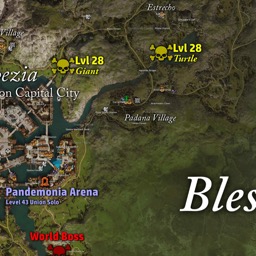 Estrecho
Village
Lvl 28
Turtle
Lvl 28
Giant
ezia
on Capital City
Padana Village
Pandemonia Arena
Level 43 Union Solo
Bles
World Boss